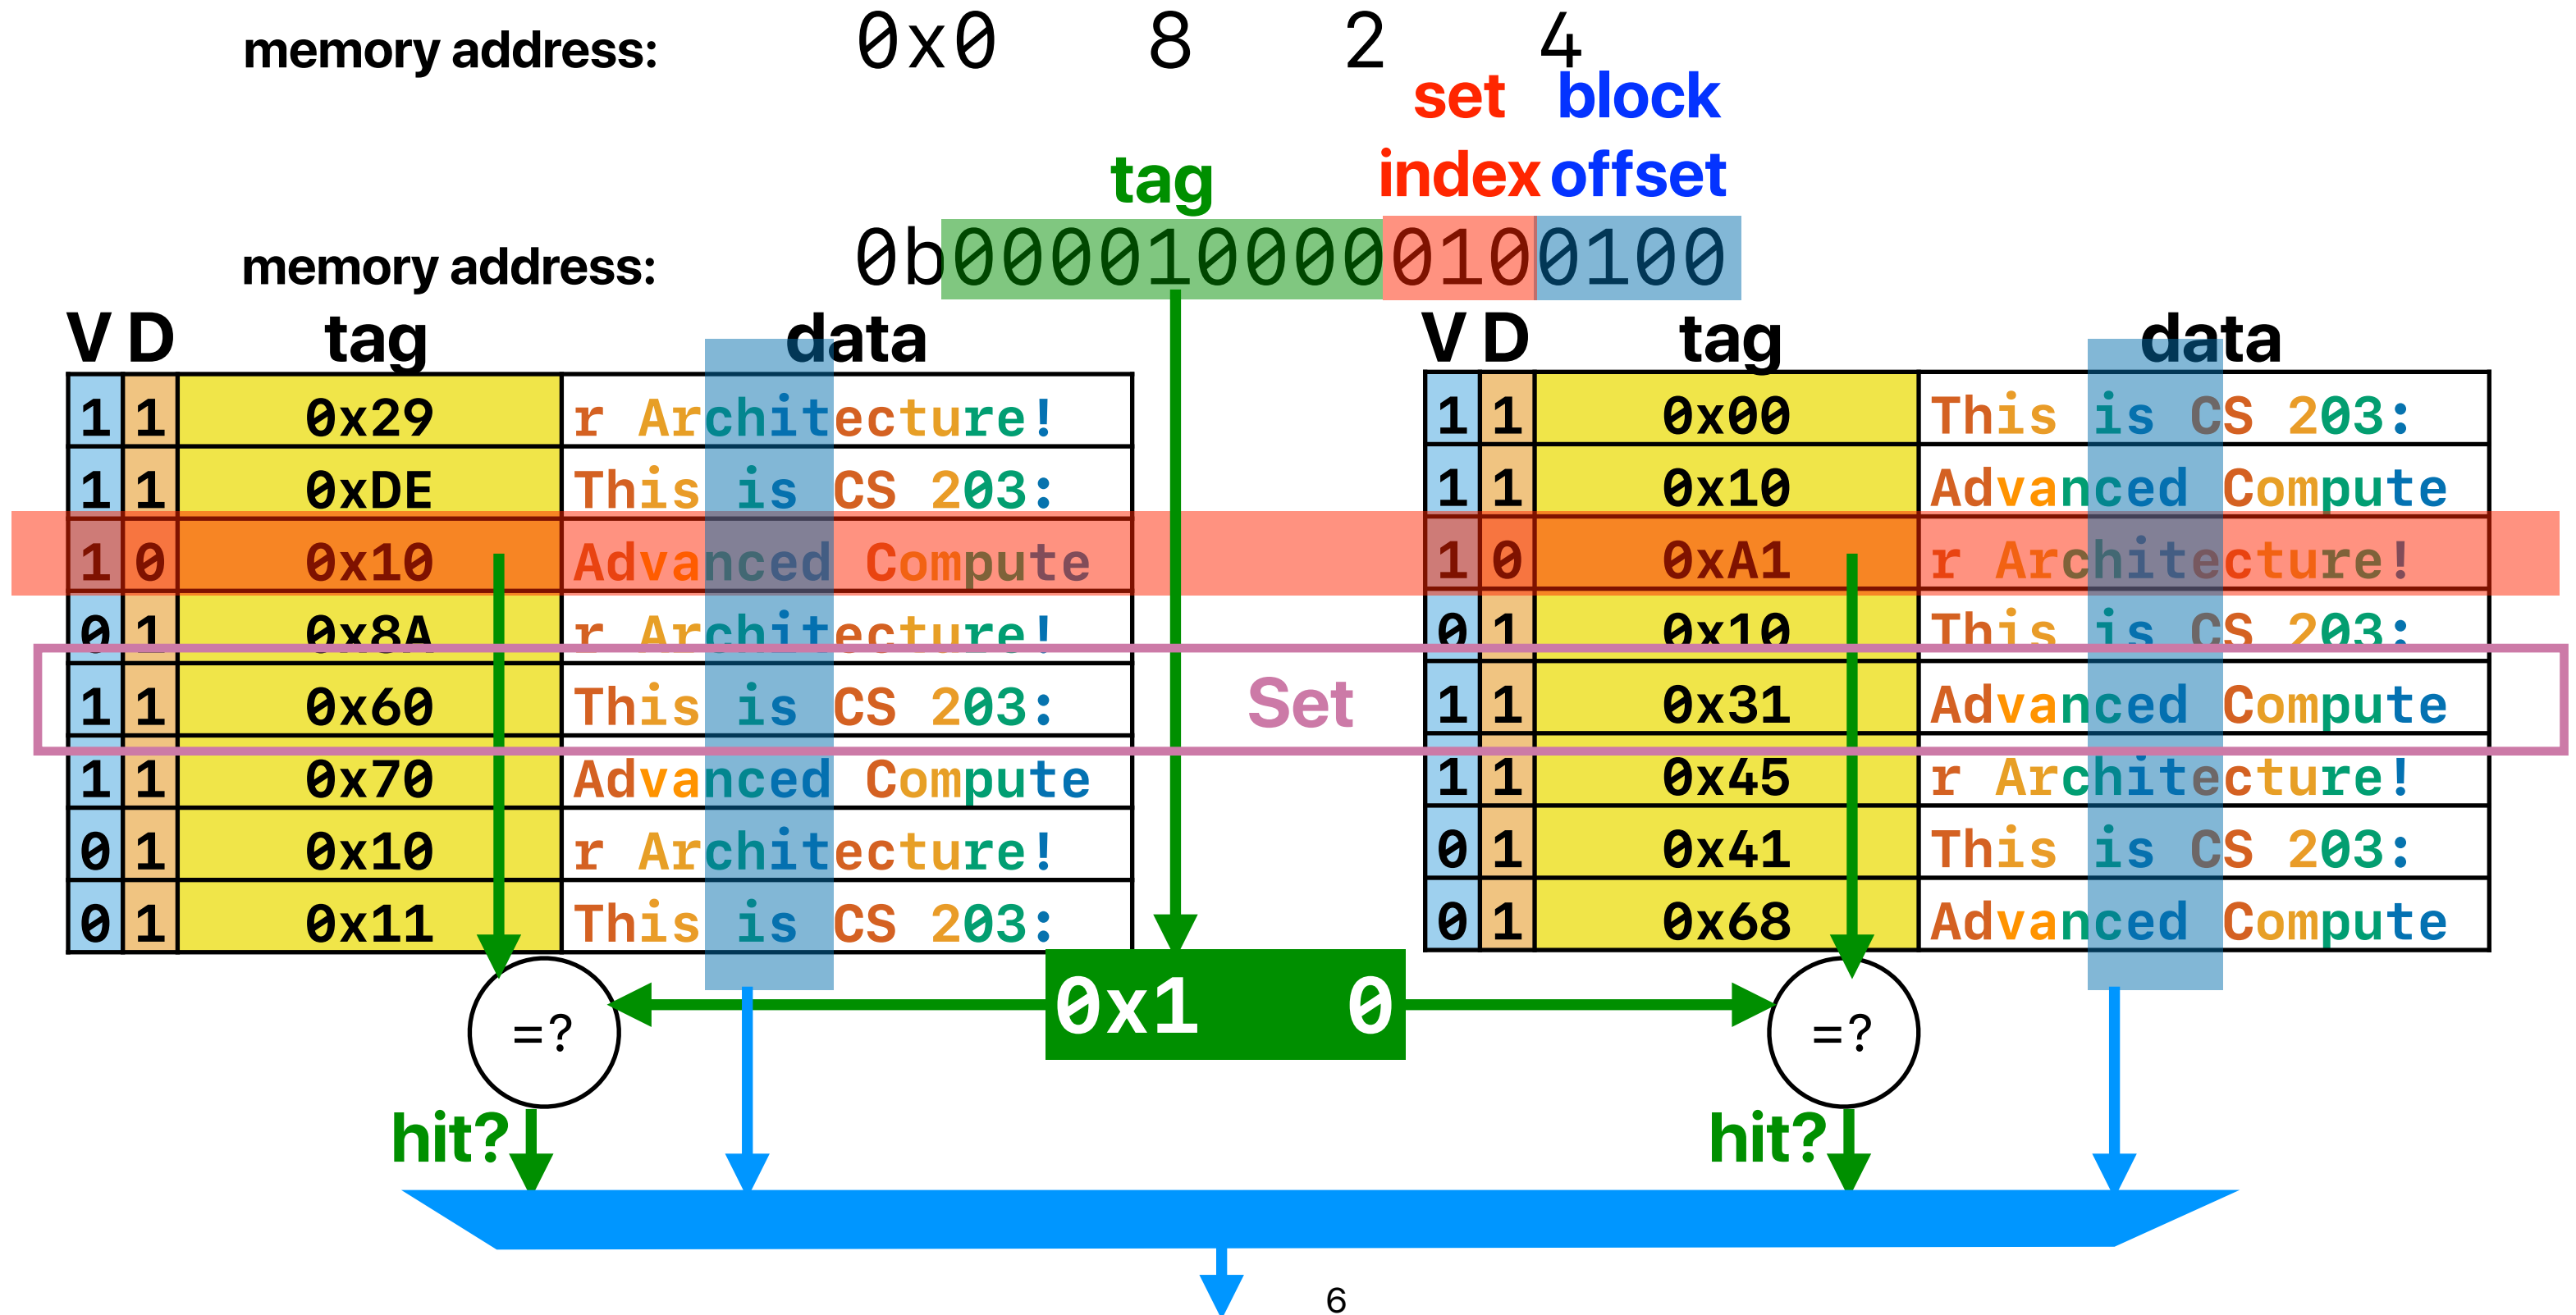 memory address: 0x0 8 2 4
set block
tag index offset
memory address: 0b0000100000100100
V D tag data V D tag data
1 1 0x29 r Architecture! 1 1 0x00 This is CS 203:
1 1 0xDE This is CS 203: 1 1 0x10 Advanced Compute
1 0 0x10 Advanced Compute 1 0 0xA1 r Architecture!
0 1 0x8A r Architecture! 0 1 0x10 This is CS 203:
1 1 0x60 This is CS 203: Set 1 1 0x31 Advanced Compute
1 1 0x70 Advanced Compute 1 1 0x45 r Architecture!
0 1 0x10 r Architecture! 0 1 0x41 This is CS 203:
0 1 0x11 This is CS 203: 0 1 0x68 Advanced Compute
=? 0x1 0 =?
hit? hit?
6